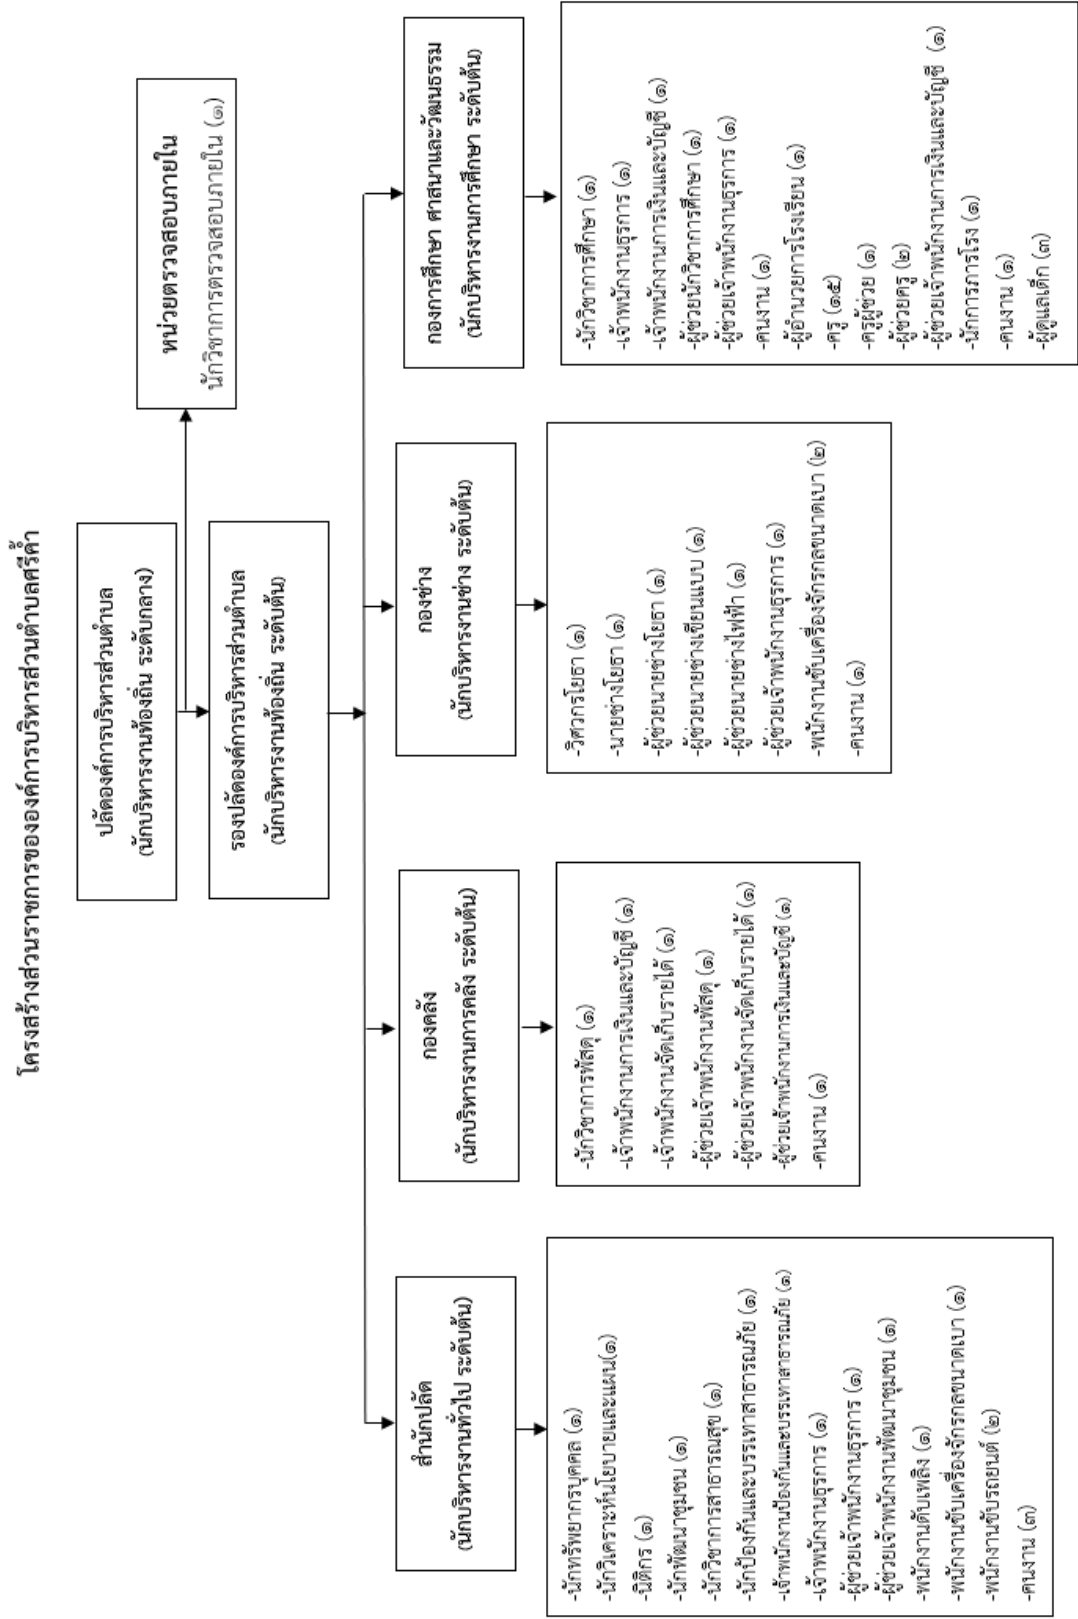 โครงสร้างส่วนราชการขององค์การบริหารส่วนตำบลศรีค้ำ
ปลัดองค์การบริหารส่วนตำบล
(นักบริหารงานท้องถิ่น ระดับกลาง)
หน่วยตรวจสอบภายใน
นักวิชาการตรวจสอบภายใน (๑)
รองปลัดองค์การบริหารส่วนตำบล
(นักบริหารงานท้องถิ่น ระดับต้น)
สำนักปลัด
(นักบริหารงานทั่วไป ระดับต้น)
-นักทรัพยากรบุคคล (๑)
-นักวิเคราะห์นโยบายและแผน(๑)
-นิติกร (๑)
-นักพัฒนาชุมชน (๑)
-นักวิชาการสาธารณสุข (๑)
-นักป้องกันและบรรเทาสาธารณภัย (๑)
-เจ้าพนักงานป้องกันและบรรเทาสาธารณภัย (๑)
-เจ้าพนักงานธุรการ (๑)
-ผู้ช่วยเจ้าพนักงานธุรการ (๑)
-ผู้ช่วยเจ้าพนักงานพัฒนาชุมชน (๑)
-พนักงานดับเพลิง (๑)
-พนักงานขับเครื่องจักรกลขนาดเบา (๑)
-พนักงานขับรถยนต์ (๒)
-คนงาน (๓)
กองคลัง
(นักบริหารงานการคลัง ระดับต้น)
-นักวิชาการพัสดุ (๑)
-เจ้าพนักงานการเงินและบัญชี (๑)
-เจ้าพนักงานจัดเก็บรายได้ (๑)
-ผู้ช่วยเจ้าพนักงานพัสดุ (๑)
-ผู้ช่วยเจ้าพนักงานจัดเก็บรายได้ (๑)
-ผู้ช่วยเจ้าพนักงานการเงินและบัญชี (๑)
-คนงาน (๑)
กองช่าง
(นักบริหารงานช่าง ระดับต้น)
-วิศวกรโยธา (๑)
-นายช่างโยธา (๑)
-ผู้ช่วยนายช่างโยธา (๑)
-ผู้ช่วยนายช่างเขียนแบบ (๑)
-ผู้ช่วยนายช่างไฟฟ้า (๑)
-ผู้ช่วยเจ้าพนักงานธุรการ (๑)
-พนักงานขับเครื่องจักรกลขนาดเบา (๒)
-คนงาน (๑)
กองการศึกษา ศาสนาและวัฒนธรรม
(นักบริหารงานการศึกษา ระดับต้น)
-นักวิชาการศึกษา (๑)
-เจ้าพนักงานธุรการ (๑)
-เจ้าพนักงานการเงินและบัญชี (๑)
-ผู้ช่วยนักวิชาการศึกษา (๑)
-ผู้ช่วยเจ้าพนักงานธุรการ (๑)
-คนงาน (๑)
-ผู้อำนวยการโรงเรียน (๑)
-ครู (๑๕)
-ครูผู้ช่วย (๑)
-ผู้ช่วยครู (๒)
-ผู้ช่วยเจ้าพนักงานการเงินและบัญชี (๑)
-นักการภารโรง (๑)
-คนงาน (๑)
-ผู้ดูแลเด็ก (๓)